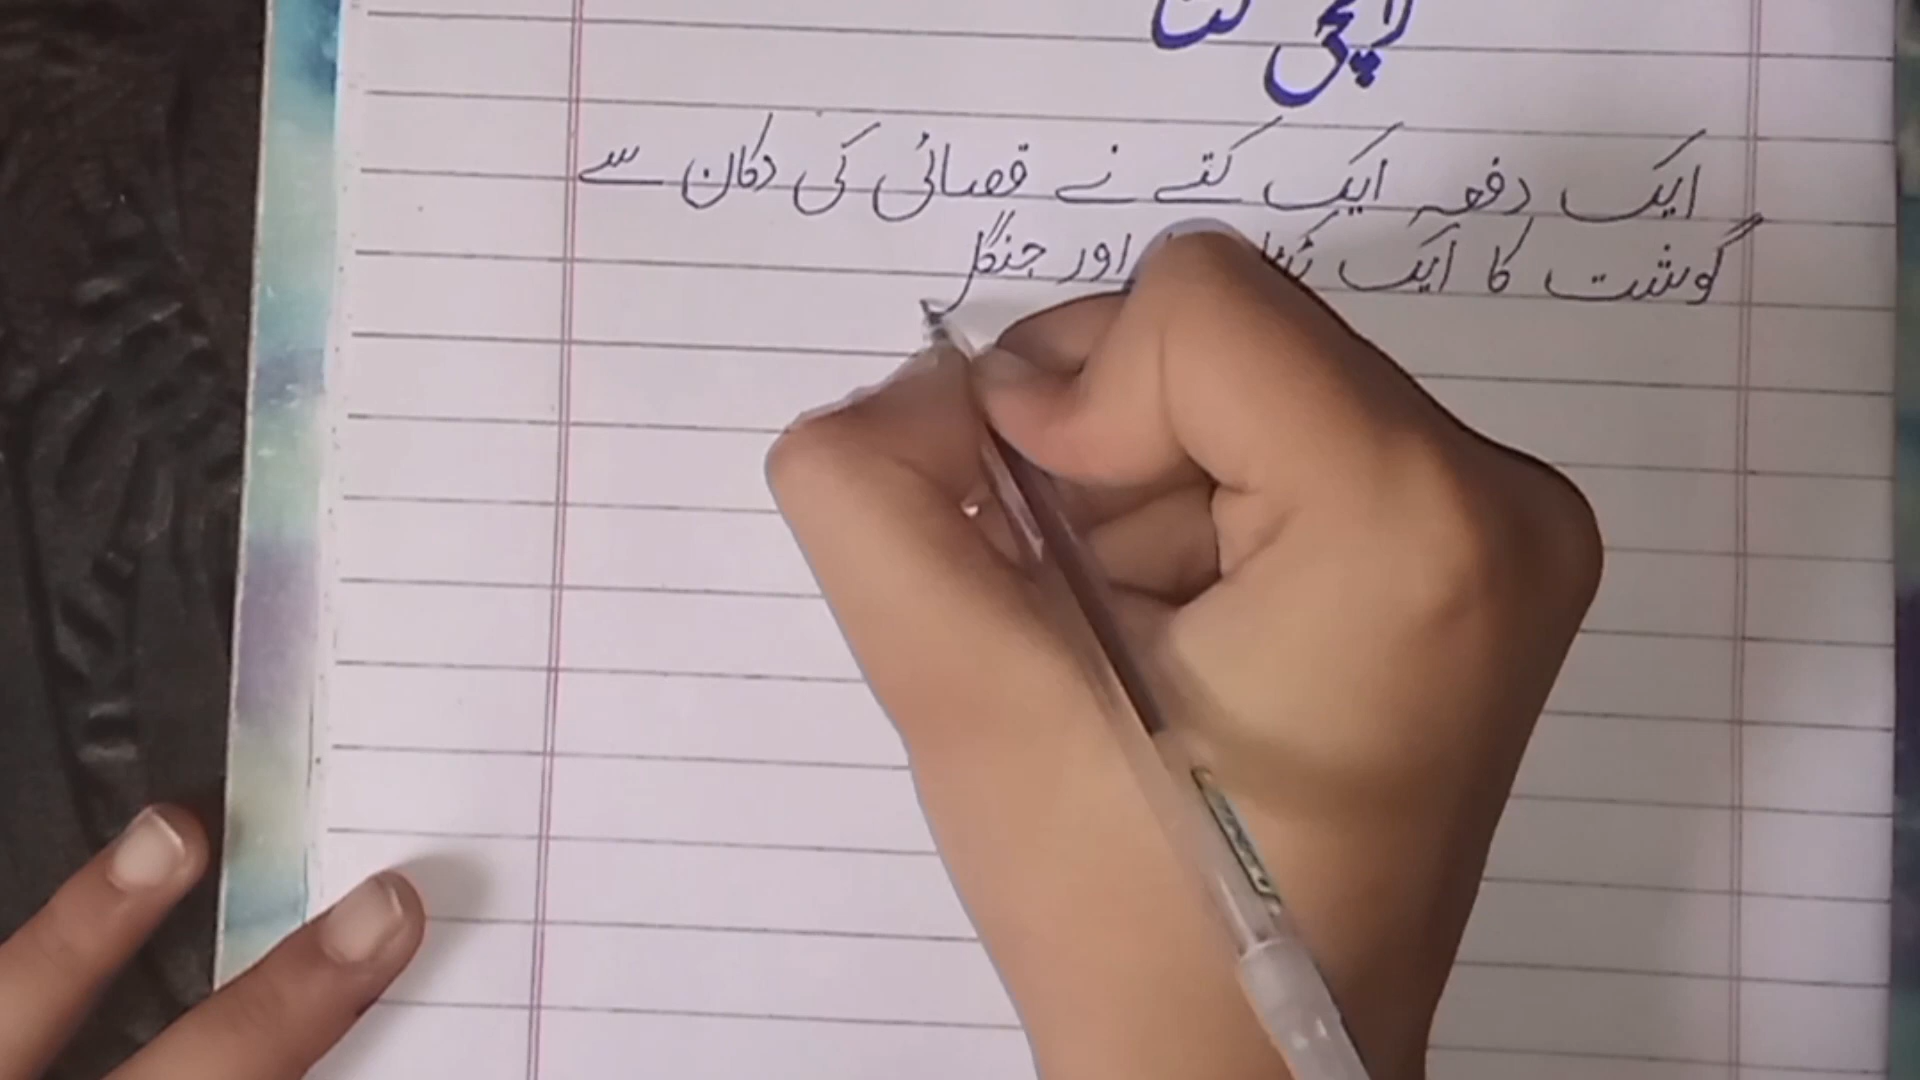 لالچی کتا
ایک دفعہ ایک کتے نے قصائی کی دکان سے
گوشت کا ایک اور جنگل